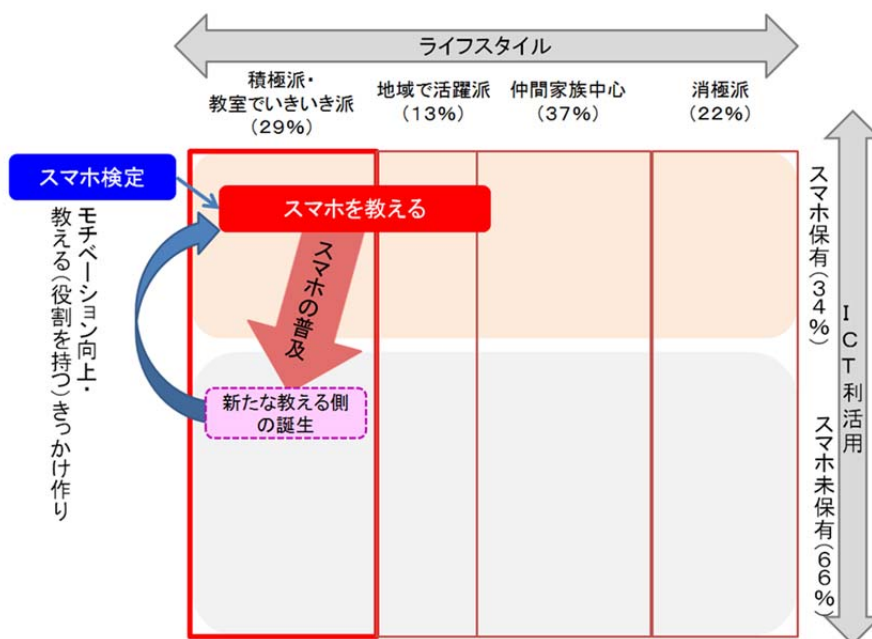 ライフスタイル
積極派・
教室でいきいき派
(29%)
地域で活躍派
(13%)
仲間家族中心
(37%)
消極派
(22%)
スマホ検定
スマホを教える
スマホの普及
新たな教える側
の誕生
モチベーション向上・
教える(役割を持つ)きっかけ作り
スマホ保有(34%)
スマホ未保有(66%)
ICT利活用